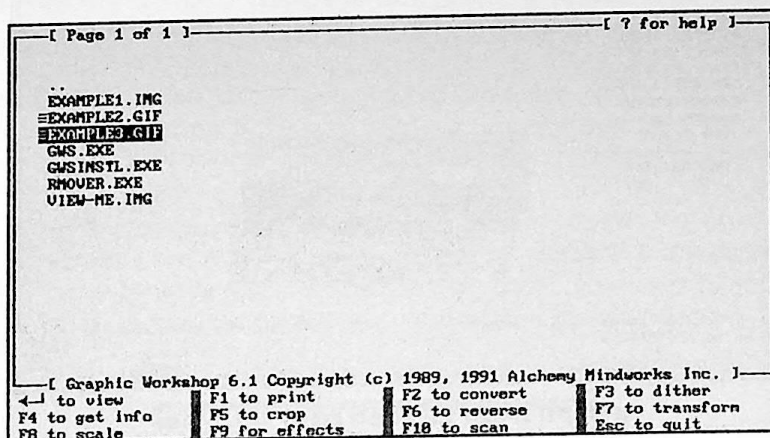 [ Page 1 of 1 ] [ ? for help ]
..
EXAMPLE1.IMG
≡EXAMPLE2.GIF
≡EXAMPLE3.GIF
GWS.EXE
GWSINSTL.EXE
RMOVER.EXE
VIEW-ME.IMG
[ Graphic Workshop 6.1 Copyright (c) 1989, 1991 Alchemy Mindworks Inc. ]
◄┘ to view F1 to print F2 to convert F3 to dither
F4 to get info F5 to crop F6 to reverse F7 to transform
F8 to scale F9 for effects F10 to scan Esc to quit